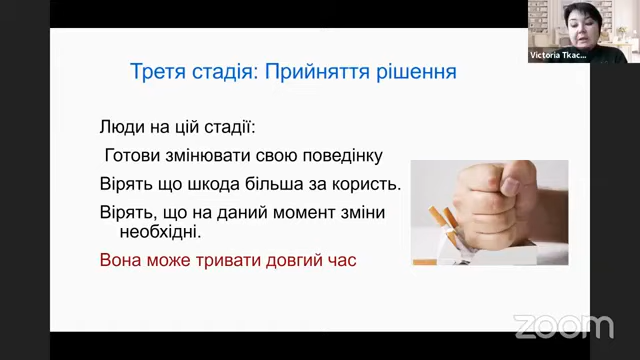 Victoria Tkac...
Третя стадія: Прийняття рішення
Люди на цій стадії:
Готови змінювати свою поведінку
Вірять що шкода більша за користь.
Вірять, що на даний момент зміни
необхідні.
Вона може тривати довгий час
zoom